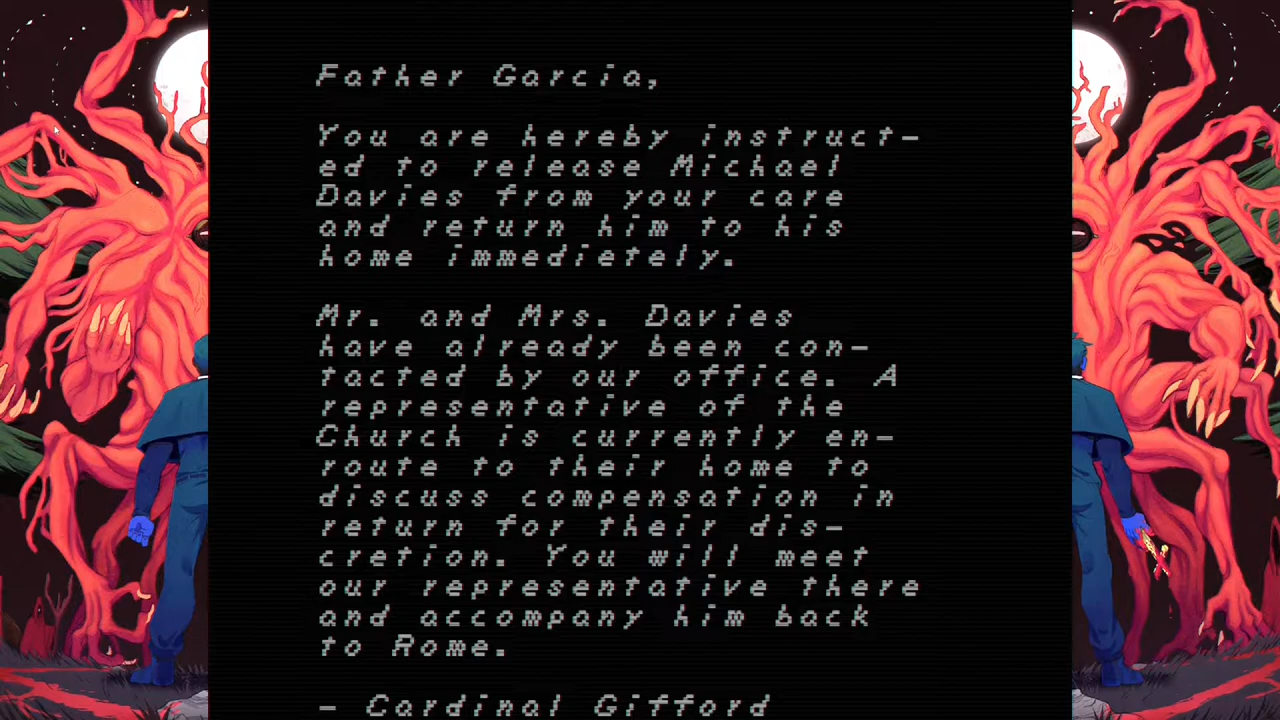 Father Garcia,
You are hereby instruct-
ed to release Michael
Davies from your care
and return him to his
home immedietely.
Mr. and Mrs. Davies
have already been con-
tacted by our office. A
representative of the
Church is currently en-
route to their home to
discuss compensation in
return for their dis-
cretion. You will meet
our representative there
and accompany him back
to Rome.
- Cardinal Gifford